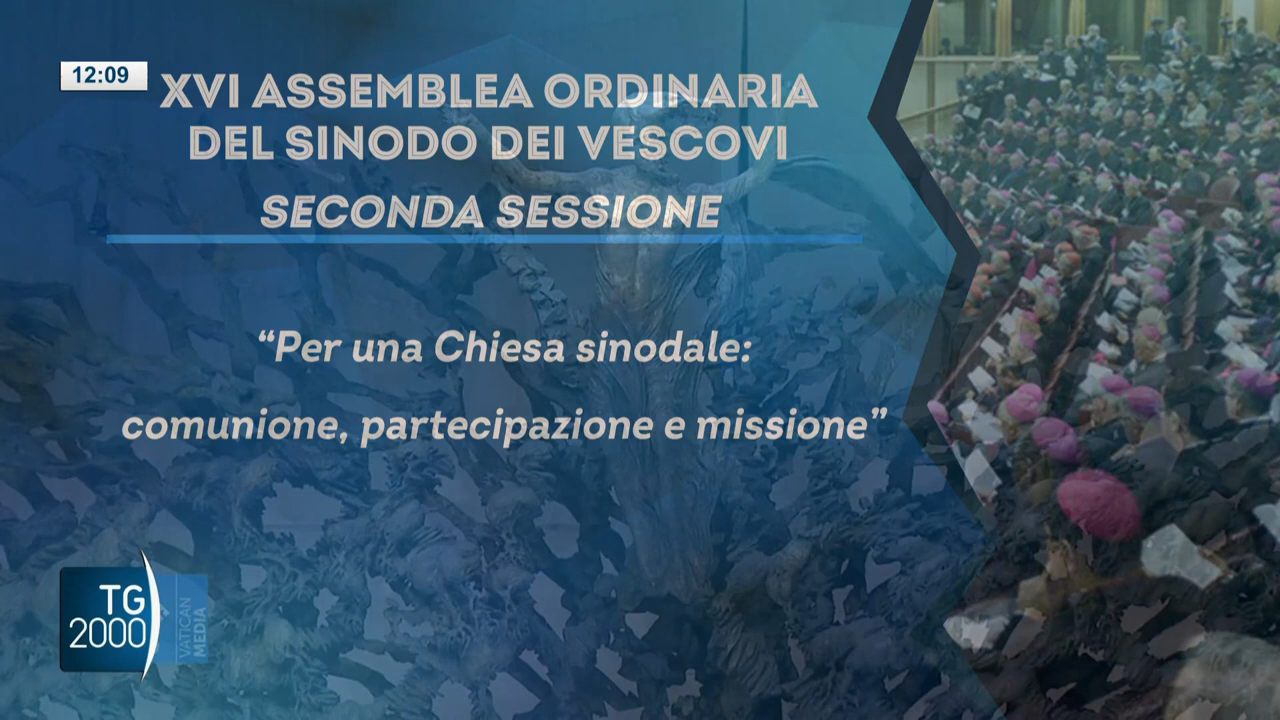 12:09
XVI ASSEMBLEA ORDINARIA
DEL SINODO DEI VESCOVI
SECONDA SESSIONE
“Per una Chiesa sinodale:
comunione, partecipazione e missione”
TG
2000
VATICAN
MEDIA